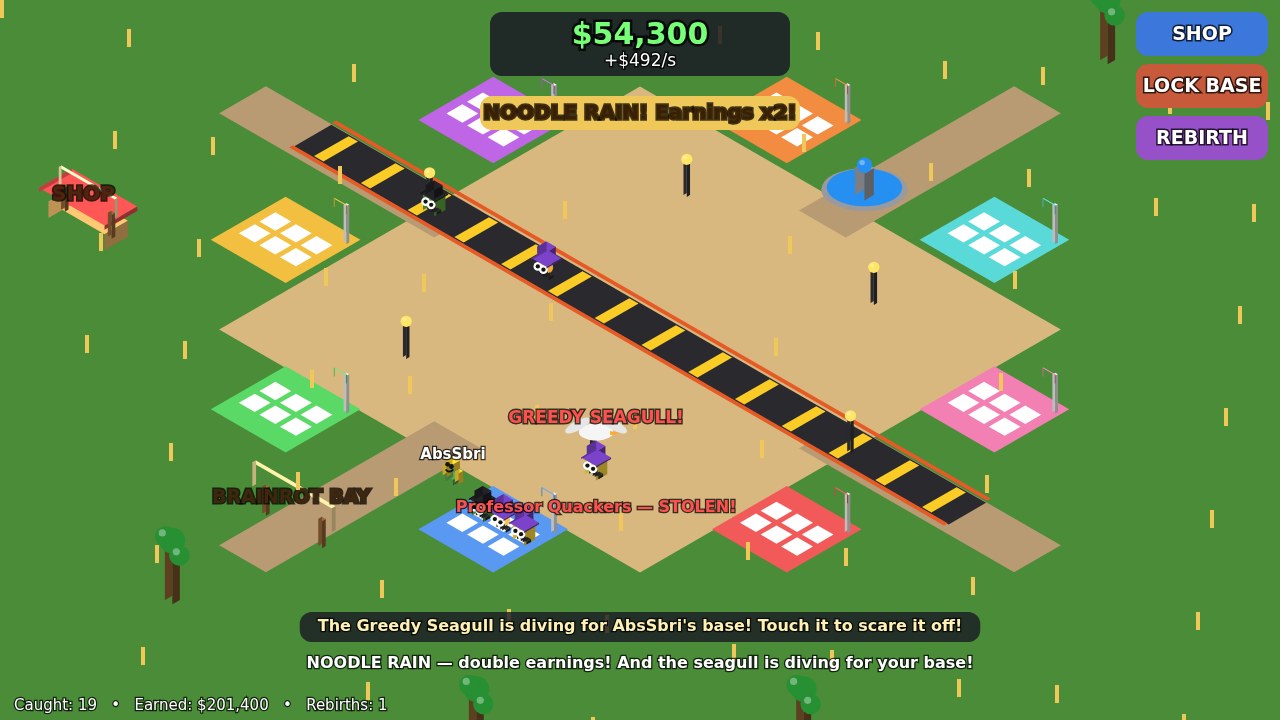 $54,300
+$492/s
SHOP
NOODLE RAIN! Earnings x2!
LOCK BASE
REBIRTH
SHOP
GREEDY SEAGULL!
AbsSbri
BRAINROT BAY
Professor Quackers — STOLEN!
The Greedy Seagull is diving for AbsSbri's base! Touch it to scare it off!
NOODLE RAIN — double earnings! And the seagull is diving for your base!
Caught: 19 • Earned: $201,400 • Rebirths: 1